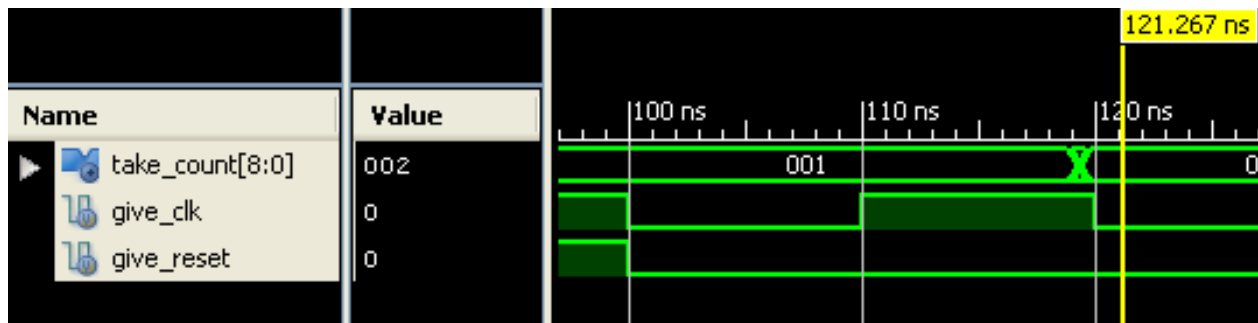 121.267 ns
Name Value 100 ns 110 ns 120 ns
take_count[8:0] 002 001 0
give_clk 0
give_reset 0